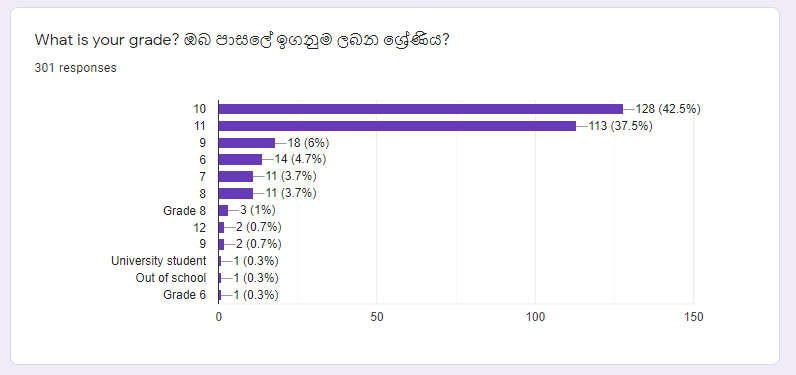 What is your grade? ඔබ පාසලේ ඉගනුම ලබන ශ්‍රේණිය?
301 responses
10 128 (42.5%)
11 113 (37.5%)
9 18 (6%)
6 14 (4.7%)
7 11 (3.7%)
8 11 (3.7%)
Grade 8 3 (1%)
12 2 (0.7%)
9 2 (0.7%)
University student 1 (0.3%)
Out of school 1 (0.3%)
Grade 6 1 (0.3%)
0 50 100 150